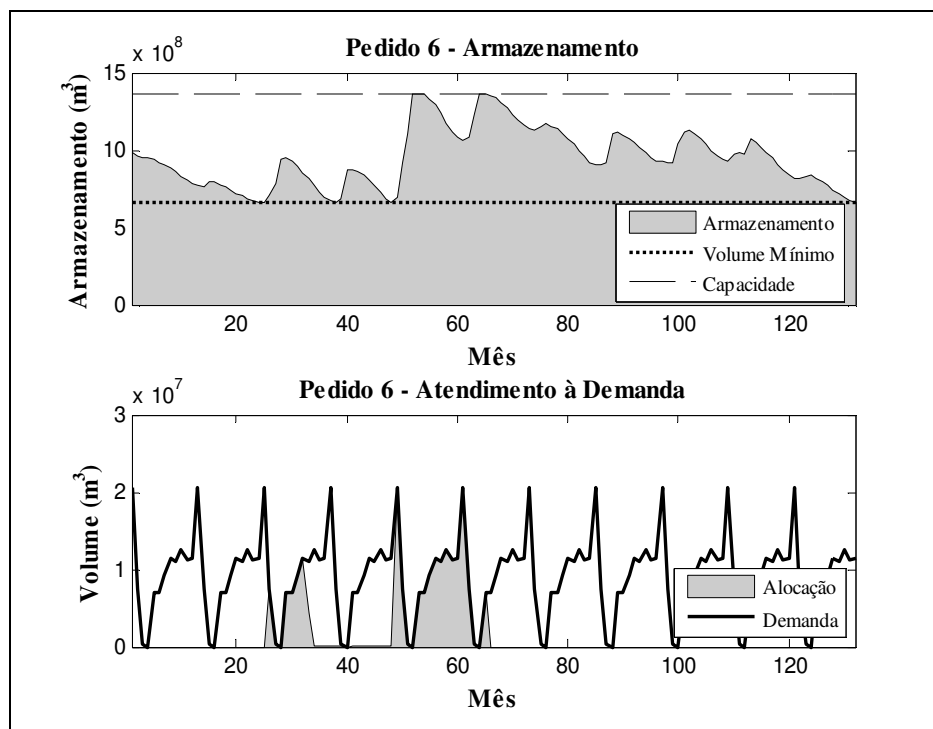 Pedido 6 - Armazenamento
x 10^8
Armazenamento (m^3)
15
10
5
0
20 40 60 80 100 120
Mês
Armazenamento
Volume Mínimo
Capacidade
Pedido 6 - Atendimento à Demanda
x 10^7
Volume (m^3)
3
2
1
0
20 40 60 80 100 120
Mês
Alocação
Demanda